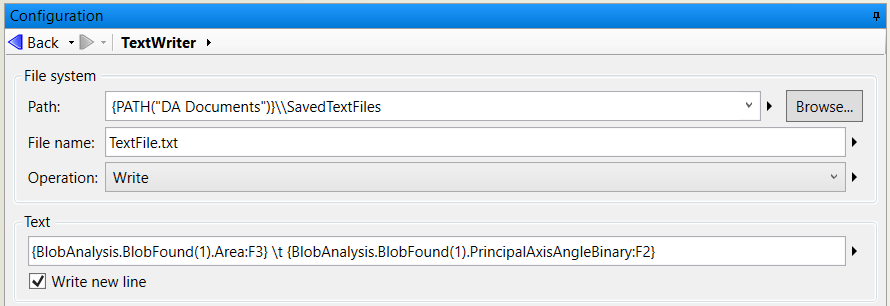 Configuration
Back TextWriter
File system
Path: {PATH("DA Documents")}\\SavedTextFiles Browse...
File name: TextFile.txt
Operation: Write
Text
{BlobAnalysis.BlobFound(1).Area:F3} \t {BlobAnalysis.BlobFound(1).PrincipalAxisAngleBinary:F2}
Write new line